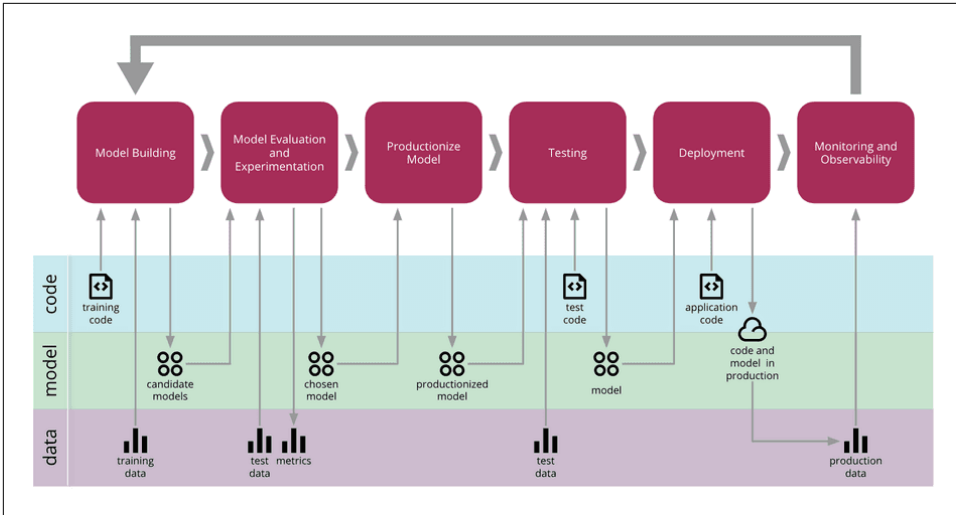 Model Building
Model Evaluation
and
Experimentation
Productionize
Model
Testing
Deployment
Monitoring and
Observability
code
training
code
test
code
application
code
model
candidate
models
chosen
model
productionized
model
model
code and
model in
production
data
training
data
test
data
metrics
test
data
production
data